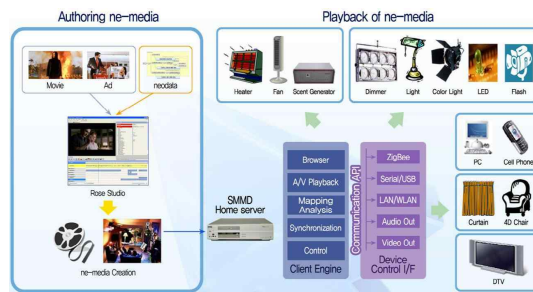 Authoring ne-media
Playback of ne-media
Movie
Ad
neodata
Rose Studio
ne-media Creation
SMMD
Home server
Heater
Fan
Scent Generator
Dimmer
Light
Color Light
LED
Flash
Browser
A/V Playback
Mapping
Analysis
Synchronization
Control
Client Engine
Communication API
ZigBee
Serial/USB
LAN/WLAN
Audio Out
Video Out
Device
Control I/F
PC
Cell Phone
Curtain
4D Chair
DTV